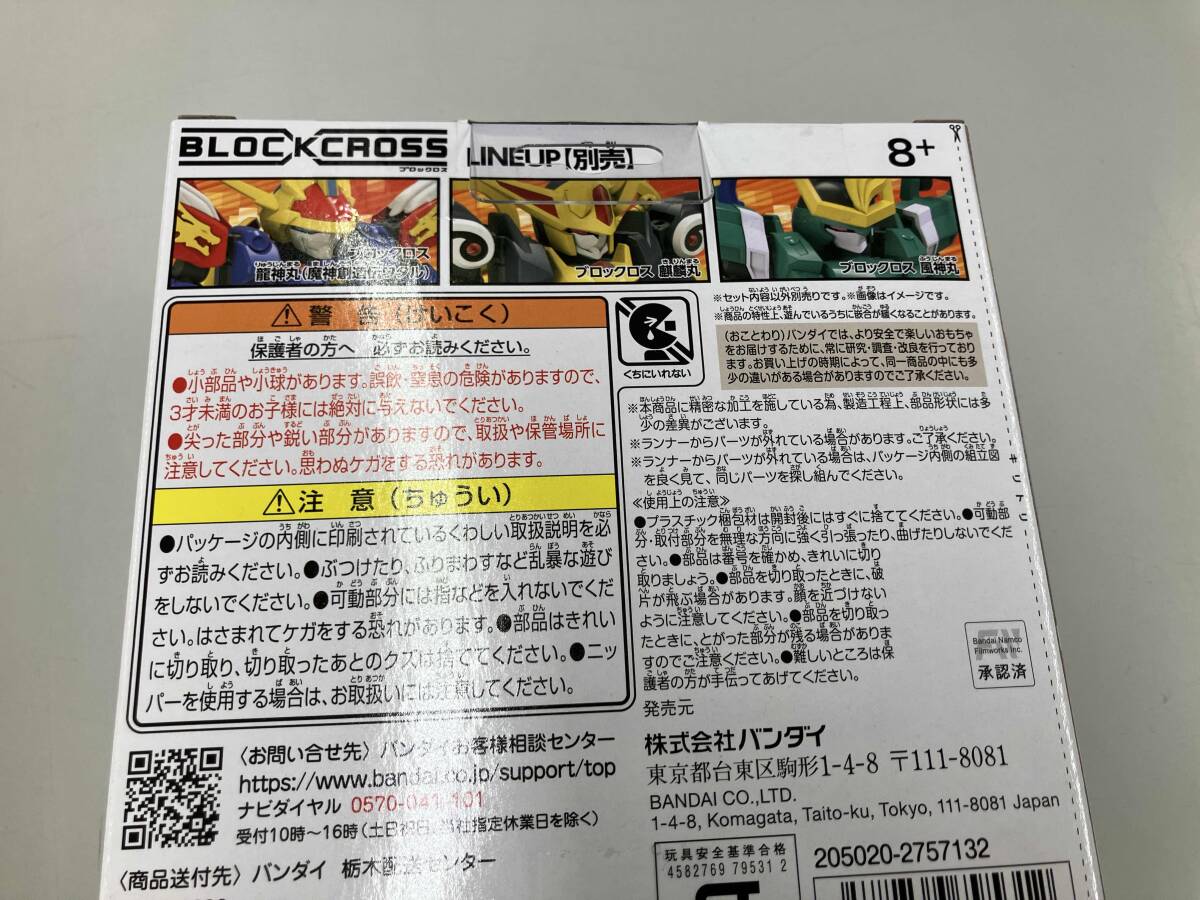 BLOCKCROSS
ブロックロス
LINEUP【別売】
8+
ブロックロス
龍神丸(魔神創造伝ワタル)
ブロックロス 麒麟丸
ブロックロス 風神丸
※セット内容以外別売りです。※画像はイメージです。
※商品の特性上、遊んでいるうちに嵌合が緩くなることがあります。
(おことわり)バンダイでは、より安全で楽しいおもちゃ
をお届けするために、常に研究・調査・改良を行っており
ます。お買い上げの時期によって、同一商品の中にも多
少の違いがある場合がありますのでご了承ください。
⚠警 告(けいこく)
保護者の方へ 必ずお読みください。
●小部品や小球があります。誤飲・窒息の危険がありますので、
3才未満のお子様には絶対に与えないでください。
●尖った部分や鋭い部分がありますので、取扱や保管場所に
注意してください。思わぬケガをする恐れがあります。
くちにいれない
⚠注 意(ちゅうい)
●パッケージの内側に印刷されているくわしい取扱説明を必
ずお読みください。●ぶつけたり、ふりまわすなど乱暴な遊び
をしないでください。●可動部分には指などを入れないでくだ
さい。はさまれてケガをする恐れがあります。●部品はきれい
に切り取り、切り取ったあとのクズは捨ててください。●ニッ
パーを使用する場合は、お取扱いには注意してください。
※本商品に精密な加工を施している為、製造工程上、部品形状には多
少の差異がございます。
※ランナーからパーツが外れている場合があります。ご了承ください。
※ランナーからパーツが外れている場合は、パッケージ内側の組立図
を良く見て、同じパーツを探し組んでください。
≪使用上の注意≫
●プラスチック梱包材は開封後にはすぐに捨ててください。●可動部
分・取付部分を無理な方向に強く引っ張ったり、曲げたりしないでくだ
さい。●部品は番号を確かめ、きれいに切り
取りましょう。●部品を切り取ったときに、破
片が飛ぶ場合があります。顔を近づけない
ように注意してください。●部品を切り取っ
たときに、とがった部分が残る場合がありま
すのでご注意ください。●難しいところは保
護者の方が手伝ってあげてください。
Bandai Namco
Filmworks Inc.
承認済
〈お問い合せ先〉バンダイお客様相談センター
https://www.bandai.co.jp/support/top
ナビダイヤル 0570-041-101
受付10時〜16時(土日祝日、当社指定休業日を除く)
〈商品送付先〉バンダイ 栃木配送センター
発売元
株式会社バンダイ
東京都台東区駒形1-4-8 〒111-8081
BANDAI CO.,LTD.
1-4-8, Komagata, Taito-ku, Tokyo, 111-8081 Japan
玩具安全基準合格
4582769 79531 2
205020-2757132